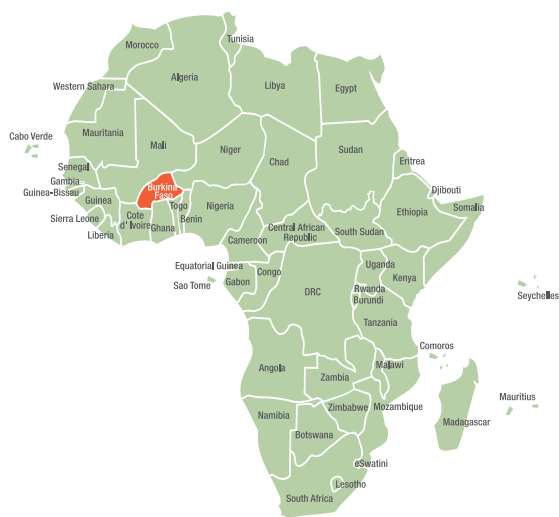 Tunisia
Morocco
Algeria
Libya
Egypt
Western Sahara
Mauritania
Cabo Verde
Mali
Niger
Chad
Sudan
Eritrea
Senegal
Gambia
Guinea-Bissau
Guinea
Burkina
Faso
Djibouti
Somalia
Togo
Benin
Nigeria
Ethiopia
Sierra Leone
Cote
d' Ivoire
Ghana
Liberia
Central African
Republic
South Sudan
Cameroon
Equatorial Guinea
Sao Tome
Gabon
Congo
DRC
Uganda
Kenya
Rwanda
Burundi
Seychelles
Tanzania
Comoros
Angola
Zambia
Malawi
Mauritius
Namibia
Zimbabwe
Mozambique
Madagascar
Botswana
eSwatini
Lesotho
South Africa